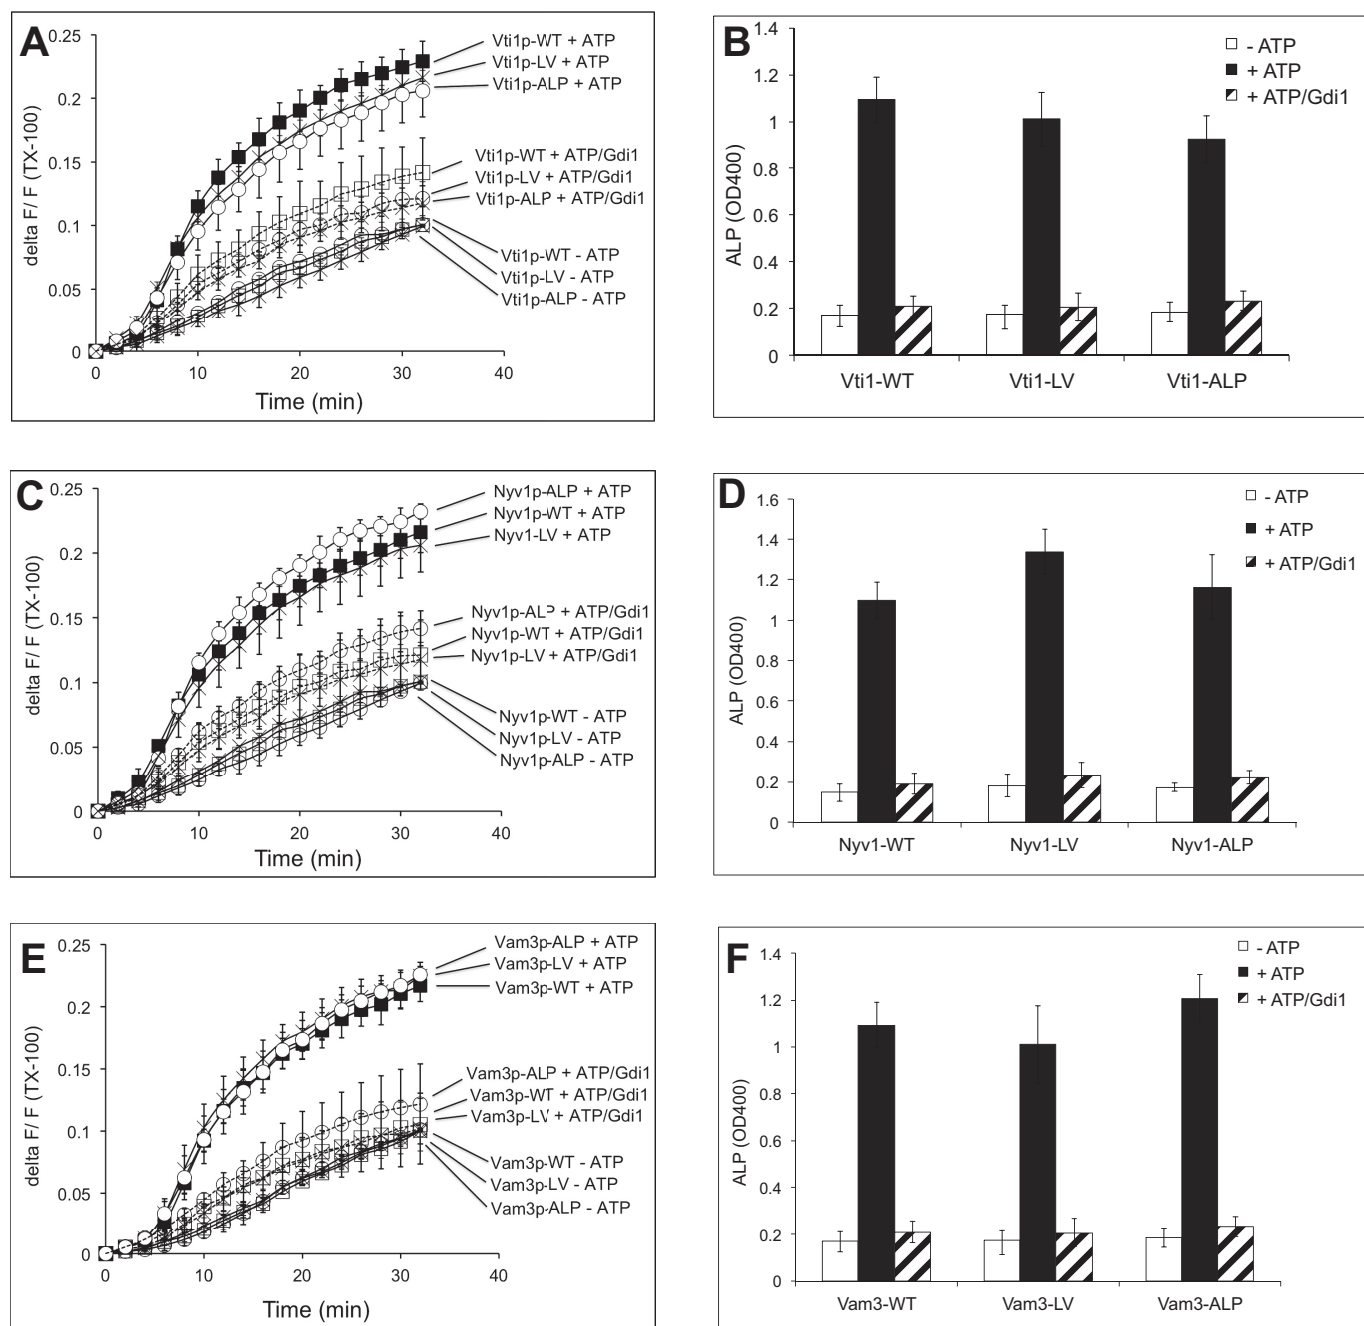 A
0.25
0.2
0.15
0.1
0.05
0
0
10
20
30
40
delta F/ F (TX-100)
Time (min)
Vti1p-WT + ATP
Vti1p-LV + ATP
Vti1p-ALP + ATP
Vti1p-WT + ATP/Gdi1
Vti1p-LV + ATP/Gdi1
Vti1p-ALP + ATP/Gdi1
Vti1p-WT - ATP
Vti1p-LV - ATP
Vti1p-ALP - ATP
B
1.4
1.2
1
0.8
0.6
0.4
0.2
0
ALP (OD400)
- ATP
+ ATP
+ ATP/Gdi1
Vti1-WT
Vti1-LV
Vti1-ALP
C
0.25
0.2
0.15
0.1
0.05
0
0
10
20
30
40
delta F/ F (TX-100)
Time (min)
Nyv1p-ALP + ATP
Nyv1p-WT + ATP
Nyv1-LV + ATP
Nyv1p-ALP + ATP/Gdi1
Nyv1p-WT + ATP/Gdi1
Nyv1p-LV + ATP/Gdi1
Nyv1p-WT - ATP
Nyv1p-LV - ATP
Nyv1p-ALP - ATP
D
1.6
1.4
1.2
1
0.8
0.6
0.4
0.2
0
ALP (OD400)
- ATP
+ ATP
+ ATP/Gdi1
Nyv1-WT
Nyv1-LV
Nyv1-ALP
E
0.25
0.2
0.15
0.1
0.05
0
0
10
20
30
40
delta F/ F (TX-100)
Time (min)
Vam3p-ALP + ATP
Vam3p-LV + ATP
Vam3p-WT + ATP
Vam3p-ALP + ATP/Gdi1
Vam3p-WT + ATP/Gdi1
Vam3p-LV + ATP/Gdi1
Vam3p-WT - ATP
Vam3p-LV - ATP
Vam3p-ALP - ATP
F
1.4
1.2
1
0.8
0.6
0.4
0.2
0
ALP (OD400)
- ATP
+ ATP
+ ATP/Gdi1
Vam3-WT
Vam3-LV
Vam3-ALP